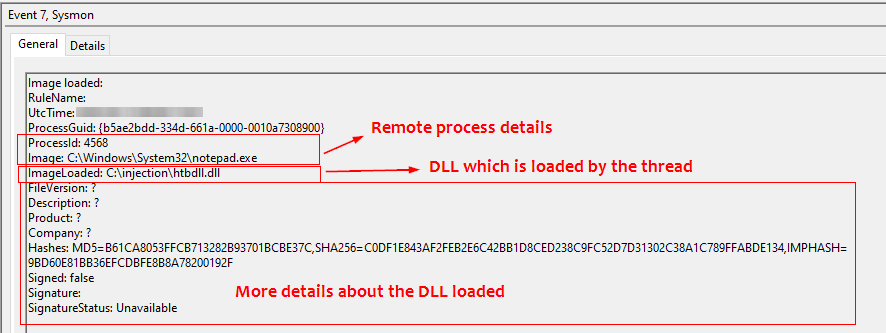 Event 7, Sysmon
General Details
Image loaded:
RuleName:
UtcTime:
ProcessGuid: {b5ae2bdd-334d-661a-0000-0010a7308900}
Remote process details
ProcessId: 4568
Image: C:\Windows\System32\notepad.exe
DLL which is loaded by the thread
ImageLoaded: C:\injection\htbdll.dll
FileVersion: ?
Description: ?
Product: ?
Company: ?
Hashes: MD5=B61CA8053FFCB713282B93701BCBE37C,SHA256=C0DF1E843AF2FEB2E6C42BB1D8CED238C9FC52D7D31302C38A1C789FFABDE134,IMPHASH=
9BD60E81BB36EFCDBFE8B8A78200192F
Signed: false
Signature:
More details about the DLL loaded
SignatureStatus: Unavailable